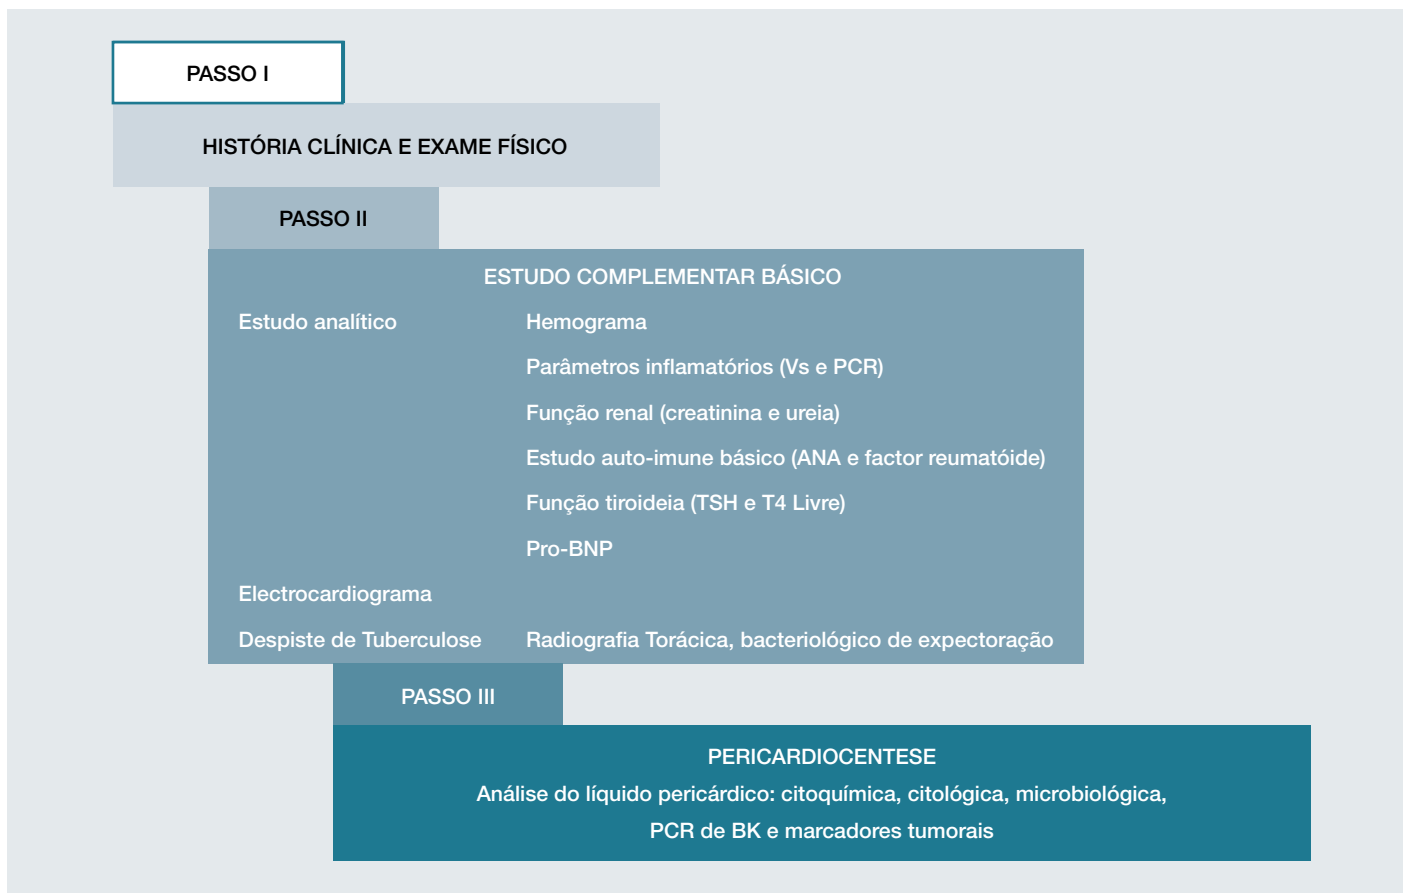 PASSO I
HISTÓRIA CLÍNICA E EXAME FÍSICO
PASSO II
ESTUDO COMPLEMENTAR BÁSICO
Estudo analítico Hemograma
Parâmetros inflamatórios (Vs e PCR)
Função renal (creatinina e ureia)
Estudo auto-imune básico (ANA e factor reumatóide)
Função tiroideia (TSH e T4 Livre)
Pro-BNP
Electrocardiograma
Despiste de Tuberculose Radiografia Torácica, bacteriológico de expectoração
PASSO III
PERICARDIOCENTESE
Análise do líquido pericárdico: citoquímica, citológica, microbiológica,
PCR de BK e marcadores tumorais